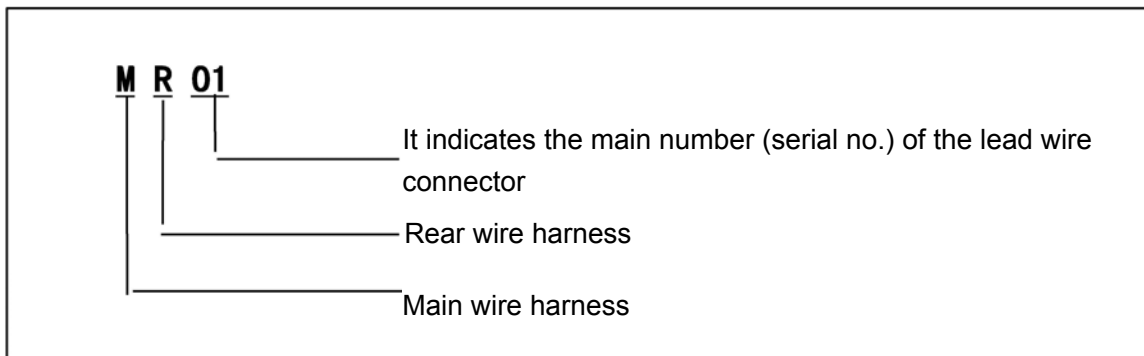 M R 01
It indicates the main number (serial no.) of the lead wire
connector
Rear wire harness
Main wire harness